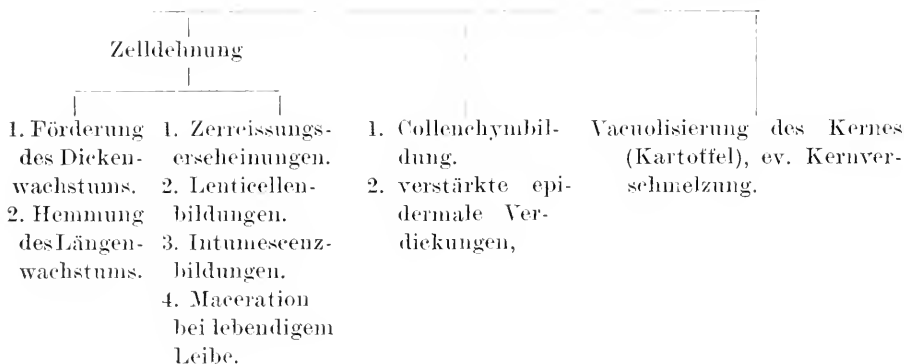 Zelldehnung
1. Förderung
des Dicken-
wachstums.
2. Hemmung
des Längen-
wachstums.
1. Zerreissungs-
erscheinungen.
2. Lenticellen-
bildungen.
3. Intumescenz-
bildungen.
4. Maceration
bei lebendigem
Leibe.
1. Collenchymbil-
dung.
2. verstärkte epi-
dermale Ver-
dickungen,
Vacuolisierung des Kernes
(Kartoffel), ev. Kernver-
schmelzung.